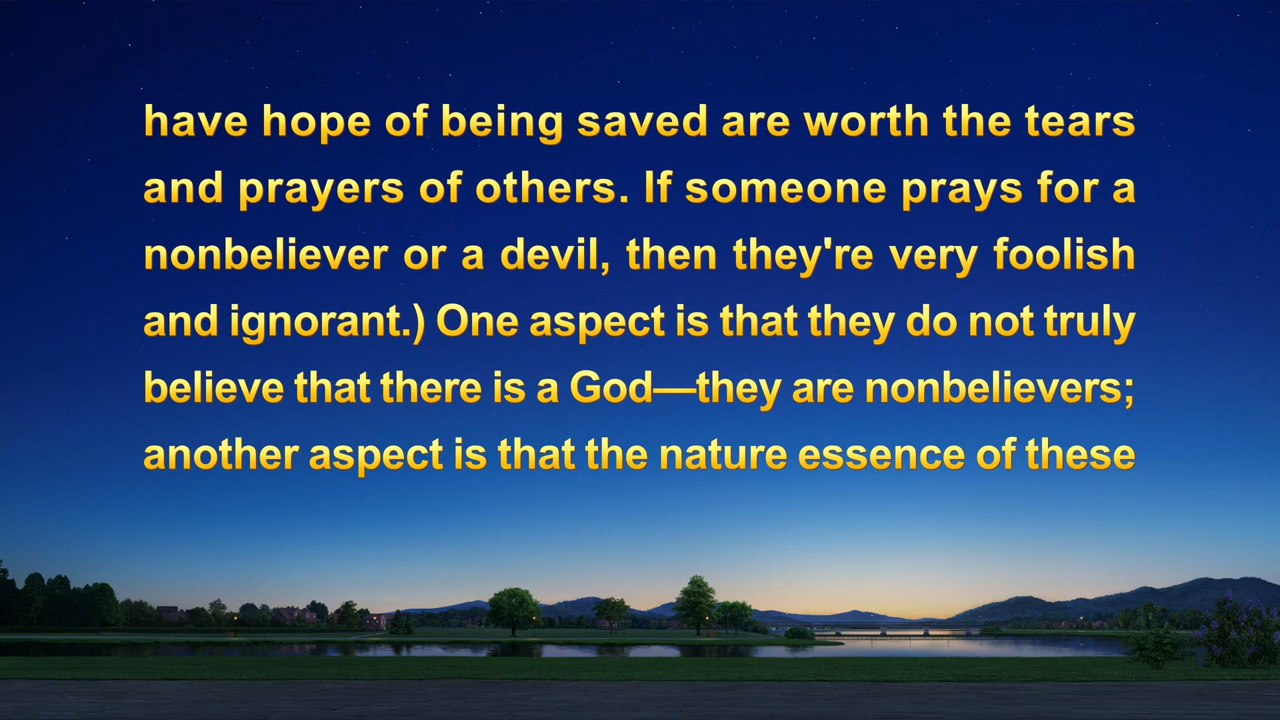 have hope of being saved are worth the tears
and prayers of others. If someone prays for a
nonbeliever or a devil, then they're very foolish
and ignorant.) One aspect is that they do not truly
believe that there is a God—they are nonbelievers;
another aspect is that the nature essence of these